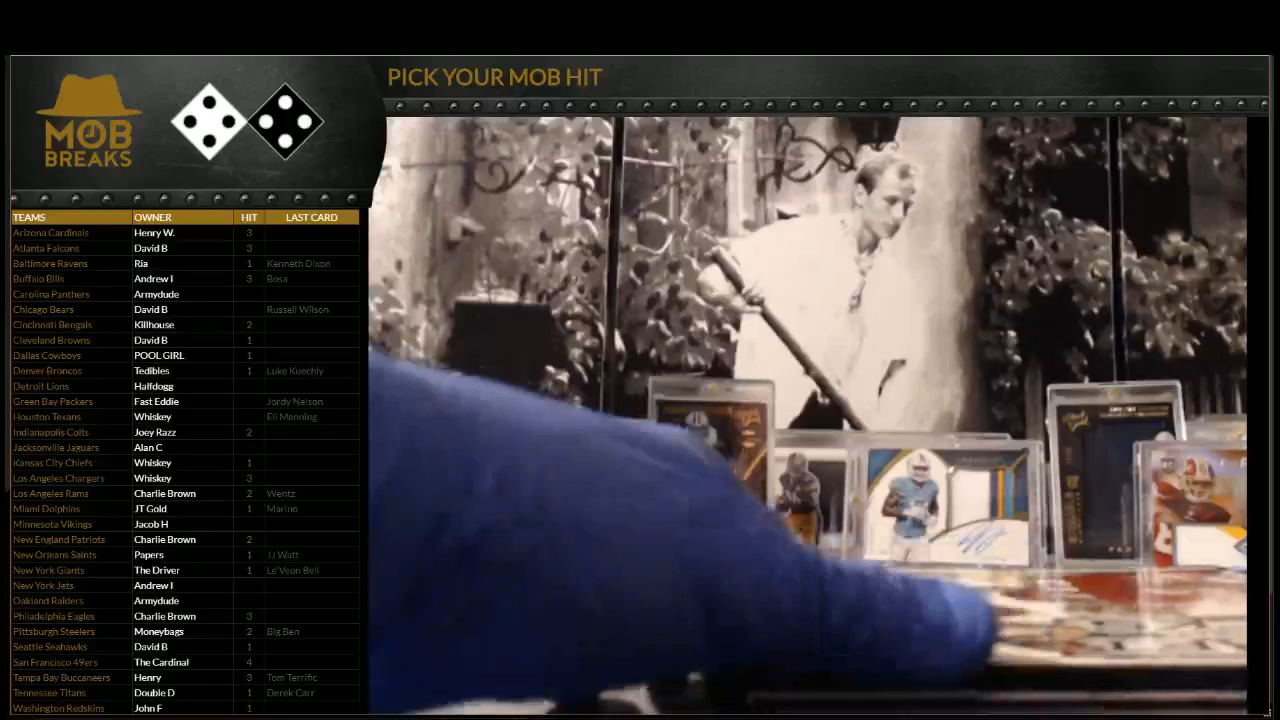 PICK YOUR MOB HIT
MOB
BREAKS
TEAMS OWNER HIT LAST CARD
Arizona Cardinals Henry W. 3
Atlanta Falcons David B 3
Baltimore Ravens Ria 1 Kenneth Dixon
Buffalo Bills Andrew I 3 Bosa
Carolina Panthers Armydude
Chicago Bears David B Russell Wilson
Cincinnati Bengals Killhouse 2
Cleveland Browns David B 1
Dallas Cowboys POOL GIRL 1
Denver Broncos Tedibles 1 Luke Kuechly
Detroit Lions Halfdogg
Green Bay Packers Fast Eddie Jordy Nelson
Houston Texans Whiskey Eli Manning
Indianapolis Colts Joey Razz 2
Jacksonville Jaguars Alan C
Kansas City Chiefs Whiskey 1
Los Angeles Chargers Whiskey 3
Los Angeles Rams Charlie Brown 2 Wentz
Miami Dolphins JT Gold 1 Marino
Minnesota Vikings Jacob H
New England Patriots Charlie Brown 2
New Orleans Saints Papers 1 JJ Watt
New York Giants The Driver 1 Le'Veon Bell
New York Jets Andrew I
Oakland Raiders Armydude
Philadelphia Eagles Charlie Brown 3
Pittsburgh Steelers Moneybags 2 Big Ben
Seattle Seahawks David B 1
San Francisco 49ers The Cardinal 4
Tampa Bay Buccaneers Henry 3 Tom Terrific
Tennessee Titans Double D 1 Derek Carr
Washington Redskins John F 1